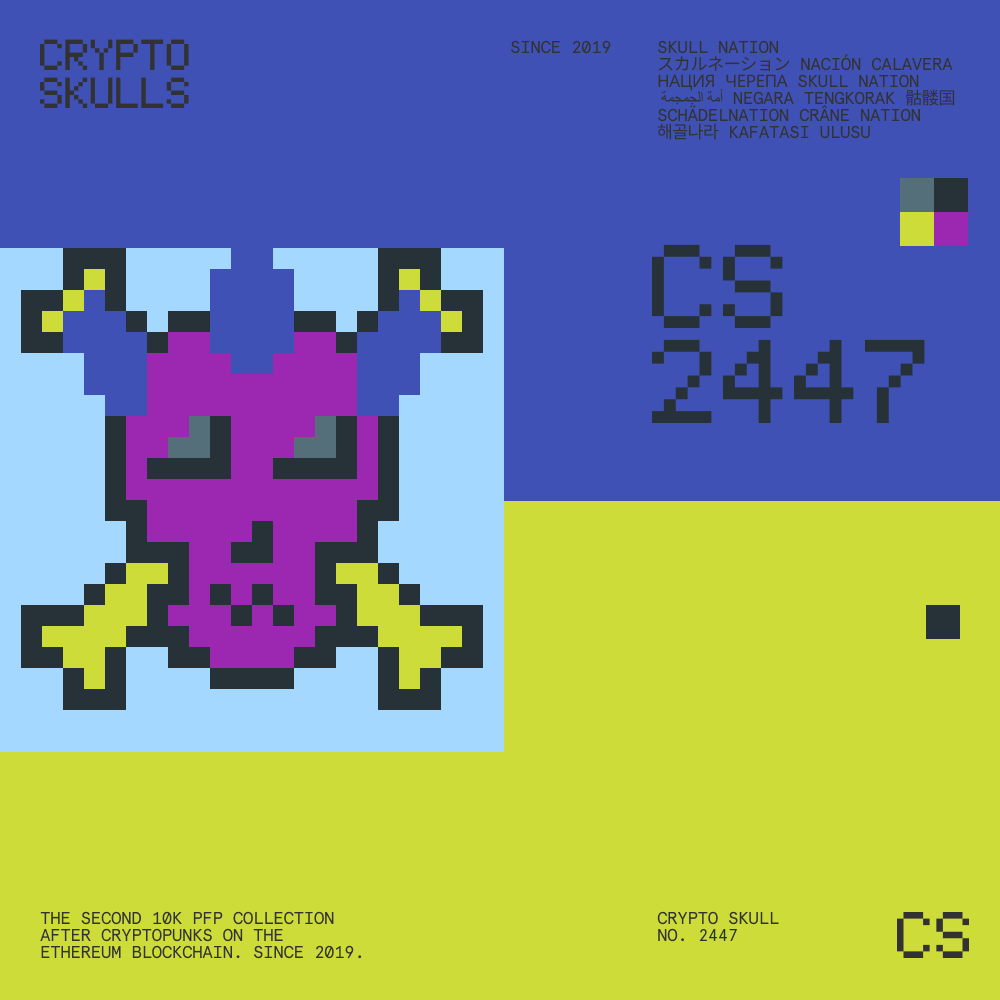 CRYPTO
SKULLS
SINCE 2019
SKULL NATION
スカルネーション NACIÓN CALAVERA
НАЦИЯ ЧЕРЕПА SKULL NATION
أمة الجمجمة NEGARA TENGKORAK 骷髅国
SCHÄDELNATION CRÂNE NATION
해골나라 KAFATASI ULUSU
CS
2447
THE SECOND 10K PFP COLLECTION
AFTER CRYPTOPUNKS ON THE
ETHEREUM BLOCKCHAIN. SINCE 2019.
CRYPTO SKULL
NO. 2447
CS